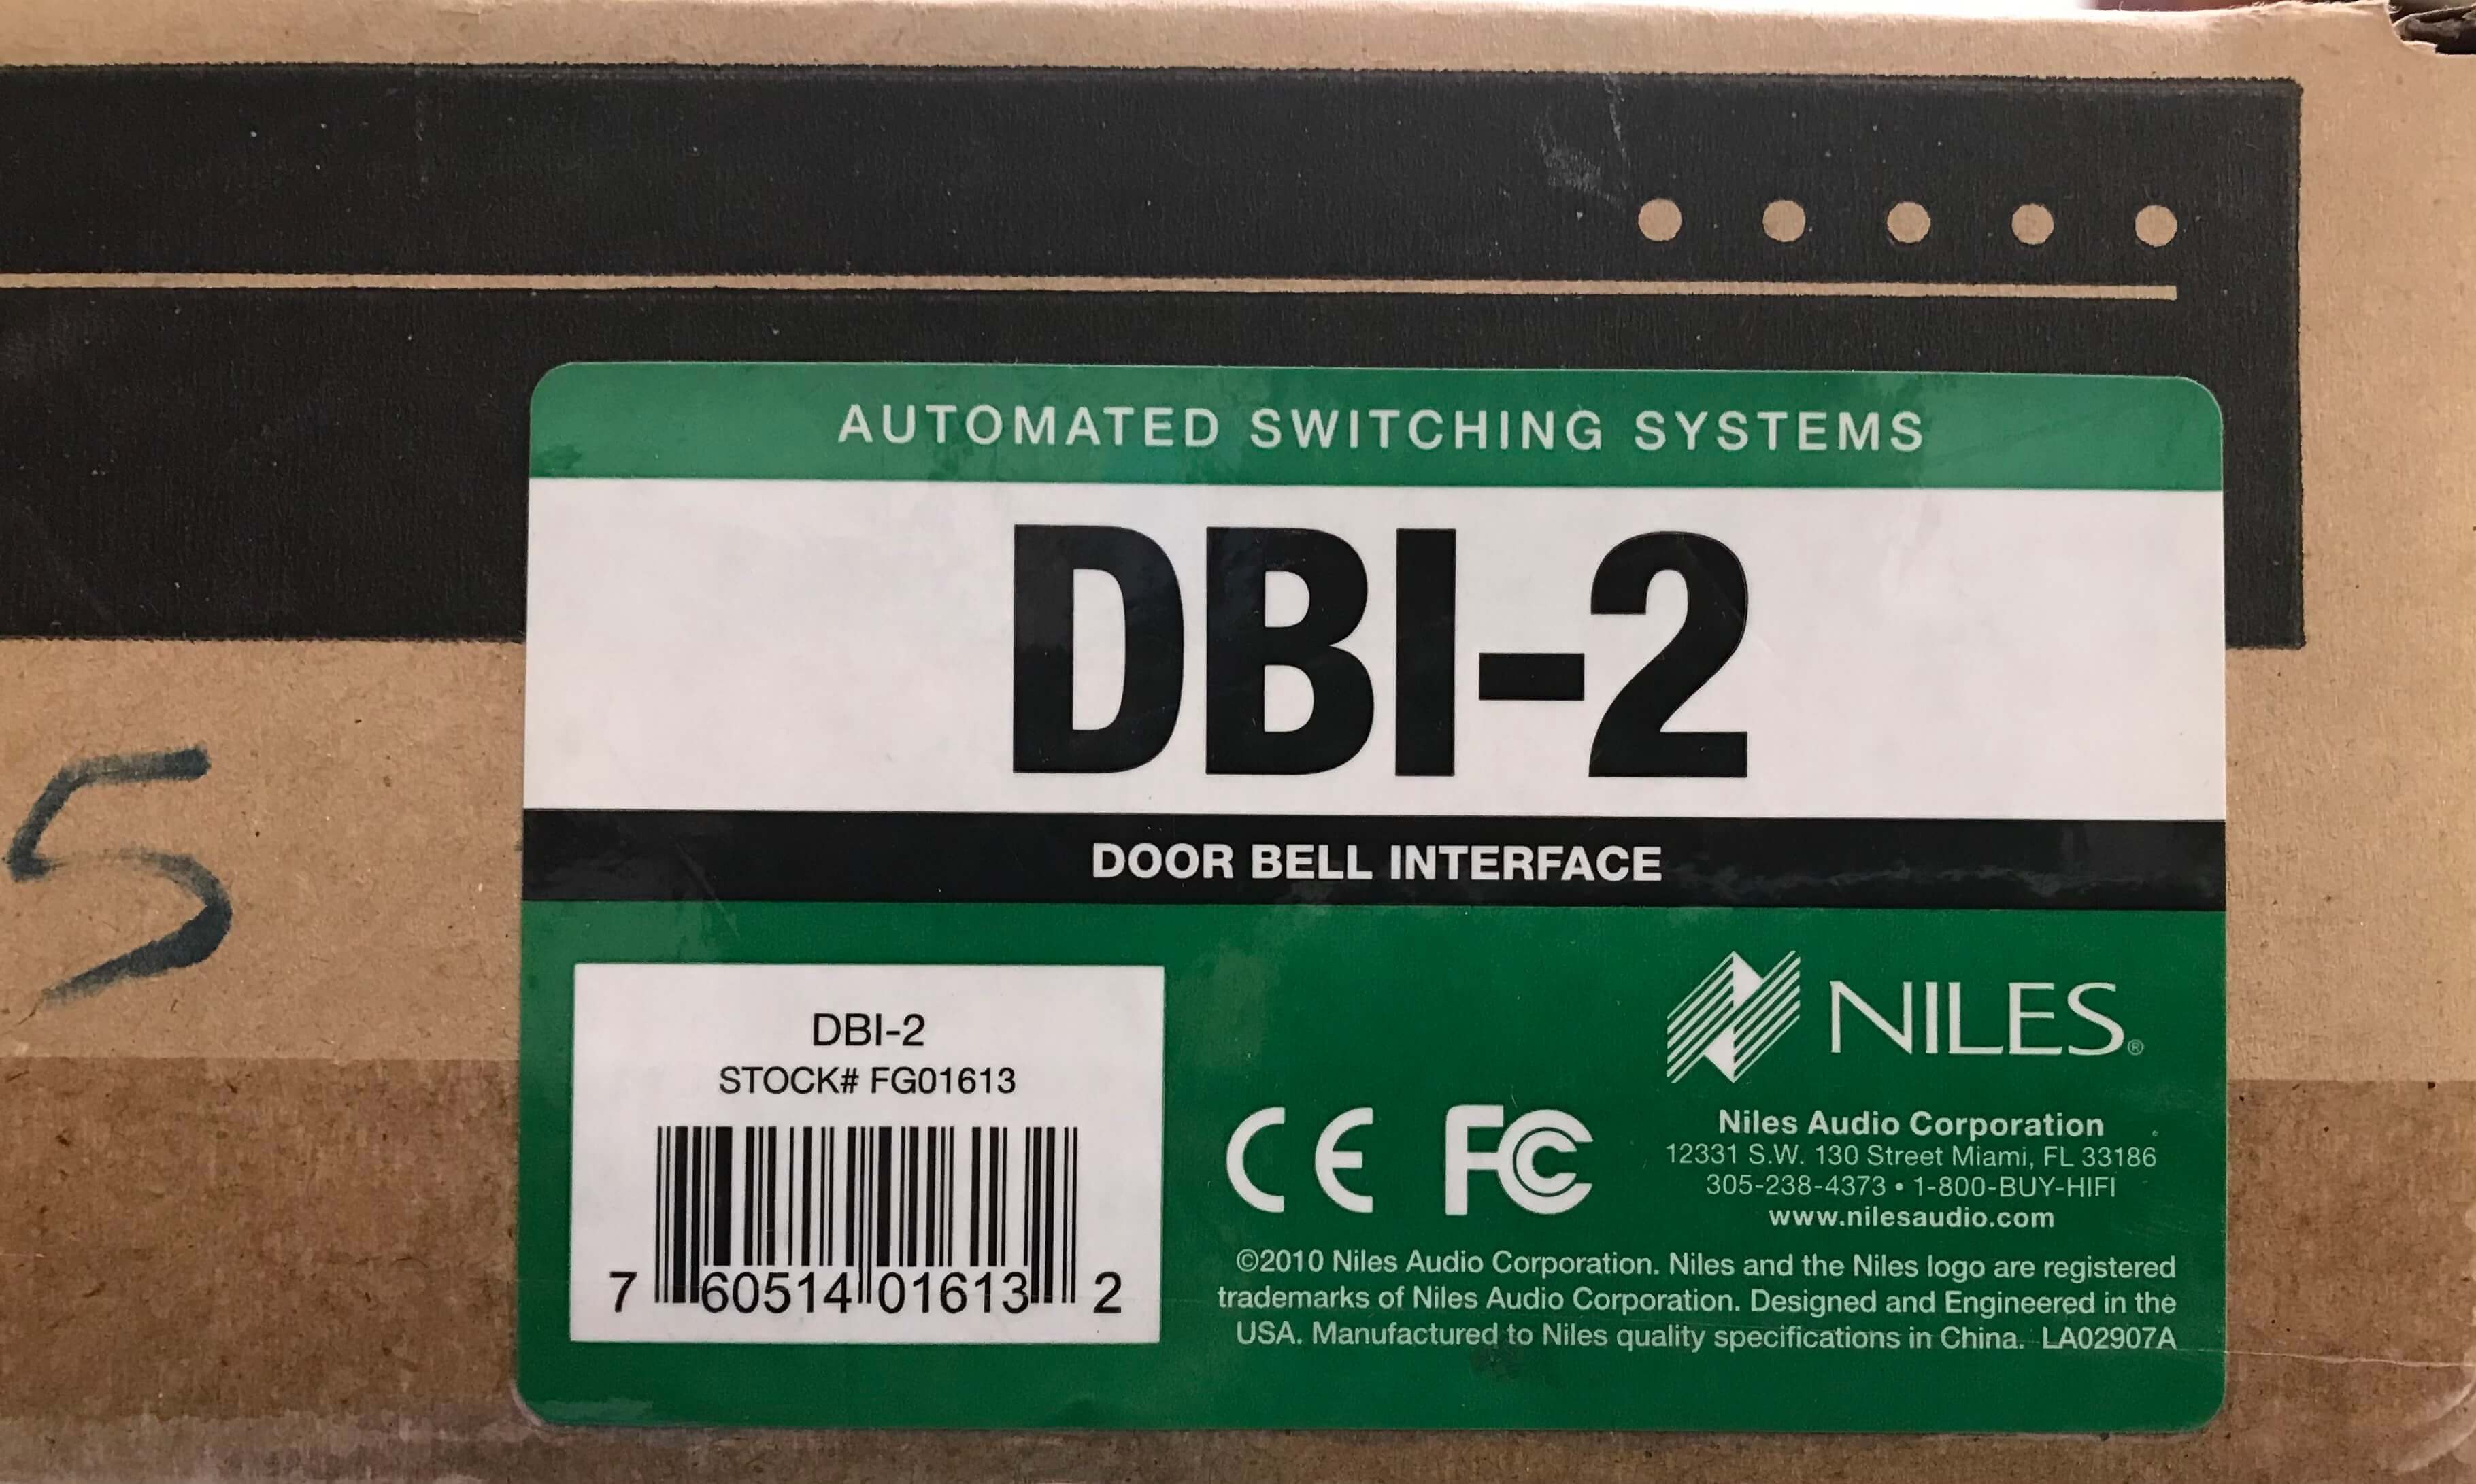 AUTOMATED SWITCHING SYSTEMS
DBI-2
DOOR BELL INTERFACE
5
DBI-2
STOCK# FG01613
7 60514 01613 2
NILES®
CE FC
Niles Audio Corporation
12331 S.W. 130 Street Miami, FL 33186
305-238-4373 • 1-800-BUY-HIFI
www.nilesaudio.com
©2010 Niles Audio Corporation. Niles and the Niles logo are registered
trademarks of Niles Audio Corporation. Designed and Engineered in the
USA. Manufactured to Niles quality specifications in China. LA02907A